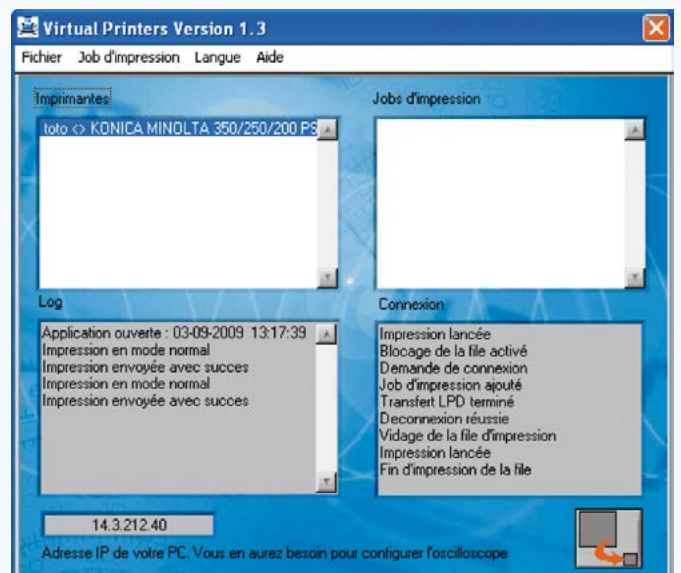 Virtual Printers Version 1.3
Fichier Job d'impression Langue Aide
Imprimantes
toto <> KONICA MINOLTA 350/250/200 PS
Jobs d'impression
Log
Application ouverte : 03-09-2009 13:17:39
Impression en mode normal
Impression envoyée avec succes
Impression en mode normal
Impression envoyée avec succes
Connexion
Impression lancée
Blocage de la file activé
Demande de connexion
Job d'impression ajouté
Transfert LPD terminé
Deconnexion réussie
Vidage de la file d'impression
Impression lancée
Fin d'impression de la file
14.3.212.40
Adresse IP de votre PC. Vous en aurez besoin pour configurer l'oscilloscope